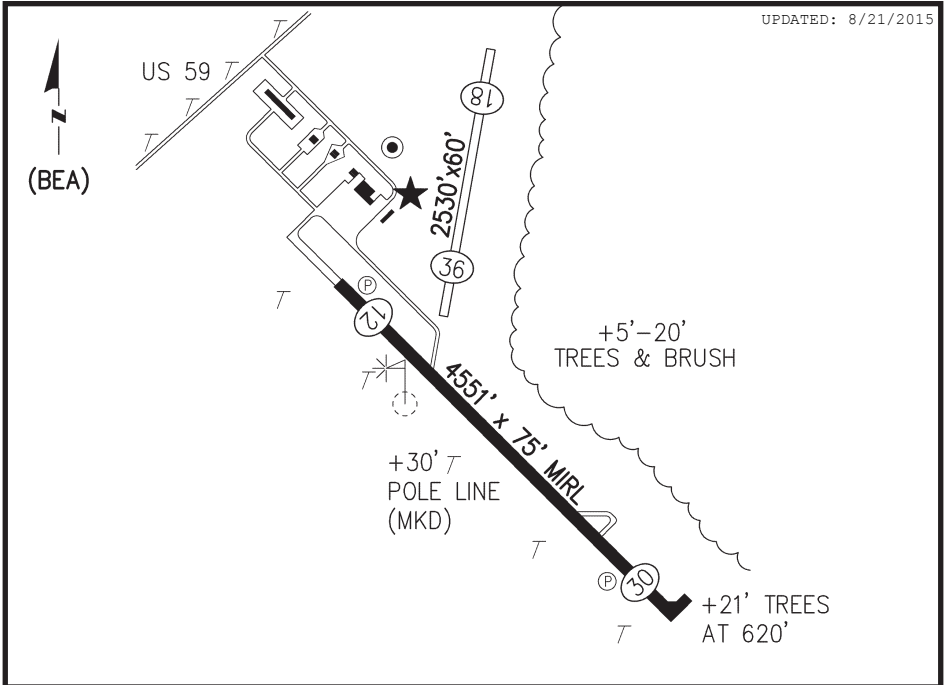 UPDATED: 8/21/2015
US 59
N
(BEA)
18
2530'x60'
36
P
12
+5'-20'
TREES & BRUSH
4551' x 75' MIRL
+30'
POLE LINE
(MKD)
P
30
+21' TREES
AT 620'
T
T
T
T
T
T
T
T
T